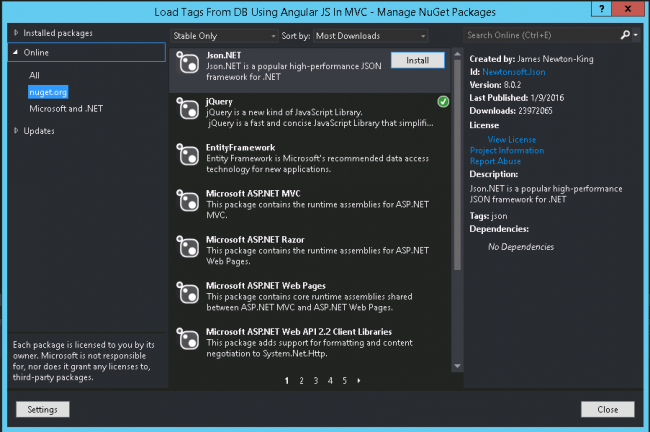 Load Tags From DB Using Angular JS In MVC - Manage NuGet Packages
?
X
Installed packages
Online
All
nuget.org
Microsoft and .NET
Updates
Each package is licensed to you by its
owner. Microsoft is not responsible
for, nor does it grant any licenses to,
third-party packages.
Stable Only
Sort by: Most Downloads
Json.NET
Json.NET is a popular high-performance JSON
framework for .NET
Install
jQuery
jQuery is a new kind of JavaScript Library.
jQuery is a fast and concise JavaScript Library that simplifi...
EntityFramework
Entity Framework is Microsoft's recommended data access
technology for new applications.
Microsoft ASP.NET MVC
This package contains the runtime assemblies for ASP.NET
MVC.
Microsoft ASP.NET Razor
This package contains the runtime assemblies for ASP.NET
Web Pages.
Microsoft ASP.NET Web Pages
This package contains core runtime assemblies shared
between ASP.NET MVC and ASP.NET Web Pages.
Microsoft ASP.NET Web API 2.2 Client Libraries
This package adds support for formatting and content
negotiation to System.Net.Http.
1 2 3 4 5
Search Online (Ctrl+E)
Created by: James Newton-King
Id: Newtonsoft.Json
Version: 8.0.2
Last Published: 1/9/2016
Downloads: 23972065
License
View License
Project Information
Report Abuse
Description:
Json.NET is a popular high-performance
JSON framework for .NET
Tags: json
Dependencies:
No Dependencies
Settings
Close